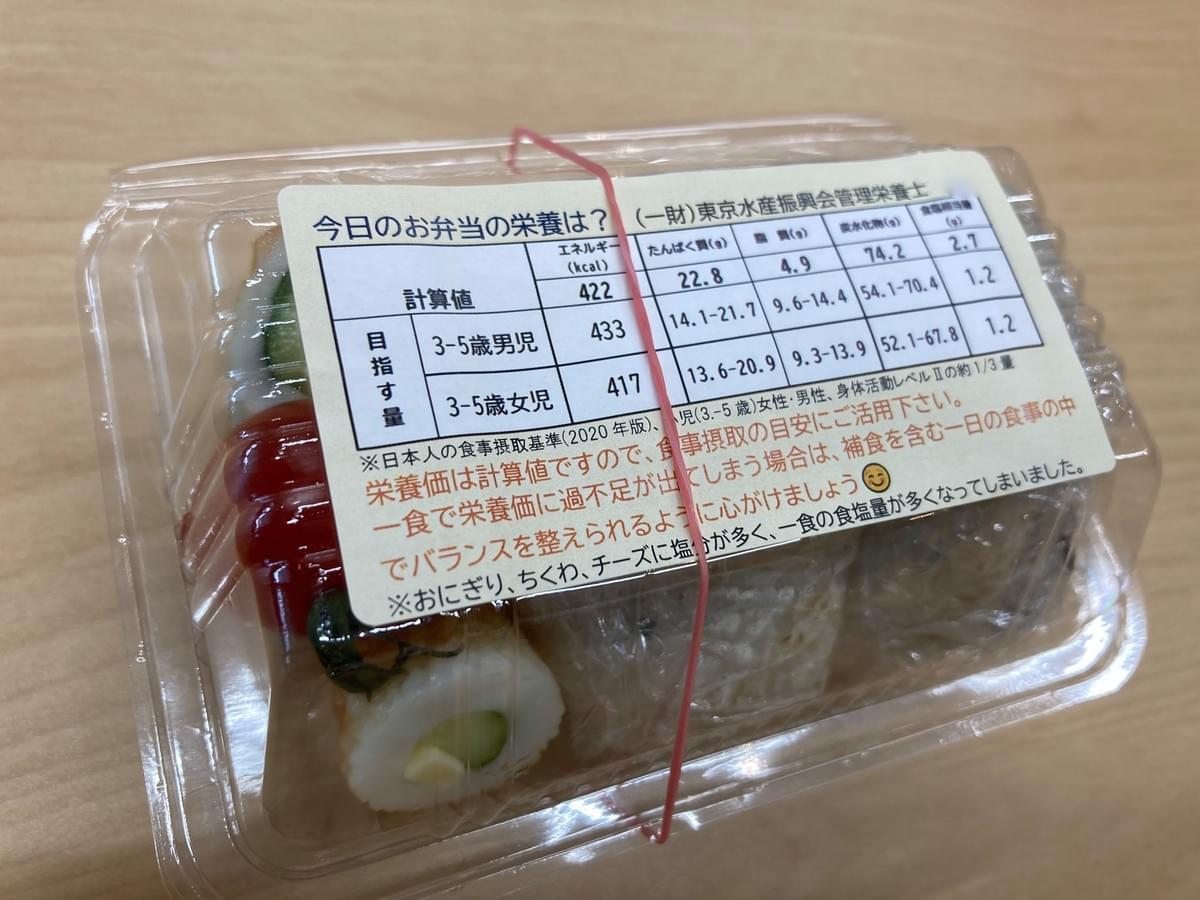 今日のお弁当の栄養は? (一財)東京水産振興会管理栄養士
エネルギー(kcal) たんぱく質(g) 脂 質(g) 炭水化物(g) 食塩相当量(g)
計算値 422 22.8 4.9 74.2 2.7
目指す量
3-5歳男児 433 14.1-21.7 9.6-14.4 54.1-70.4 1.2
3-5歳女児 417 13.6-20.9 9.3-13.9 52.1-67.8 1.2
※日本人の食事摂取基準(2020 年版)、小児(3.-5 歳)女性・男性、身体活動レベルⅡの約 1/3 量
栄養価は計算値ですので、食事摂取の目安にご活用下さい。
一食で栄養価に過不足が出てしまう場合は、補食を含む一日の食事の中
でバランスを整えられるように心がけましょう😊
※おにぎり、ちくわ、チーズに塩分が多く、一食の食塩量が多くなってしまいました。